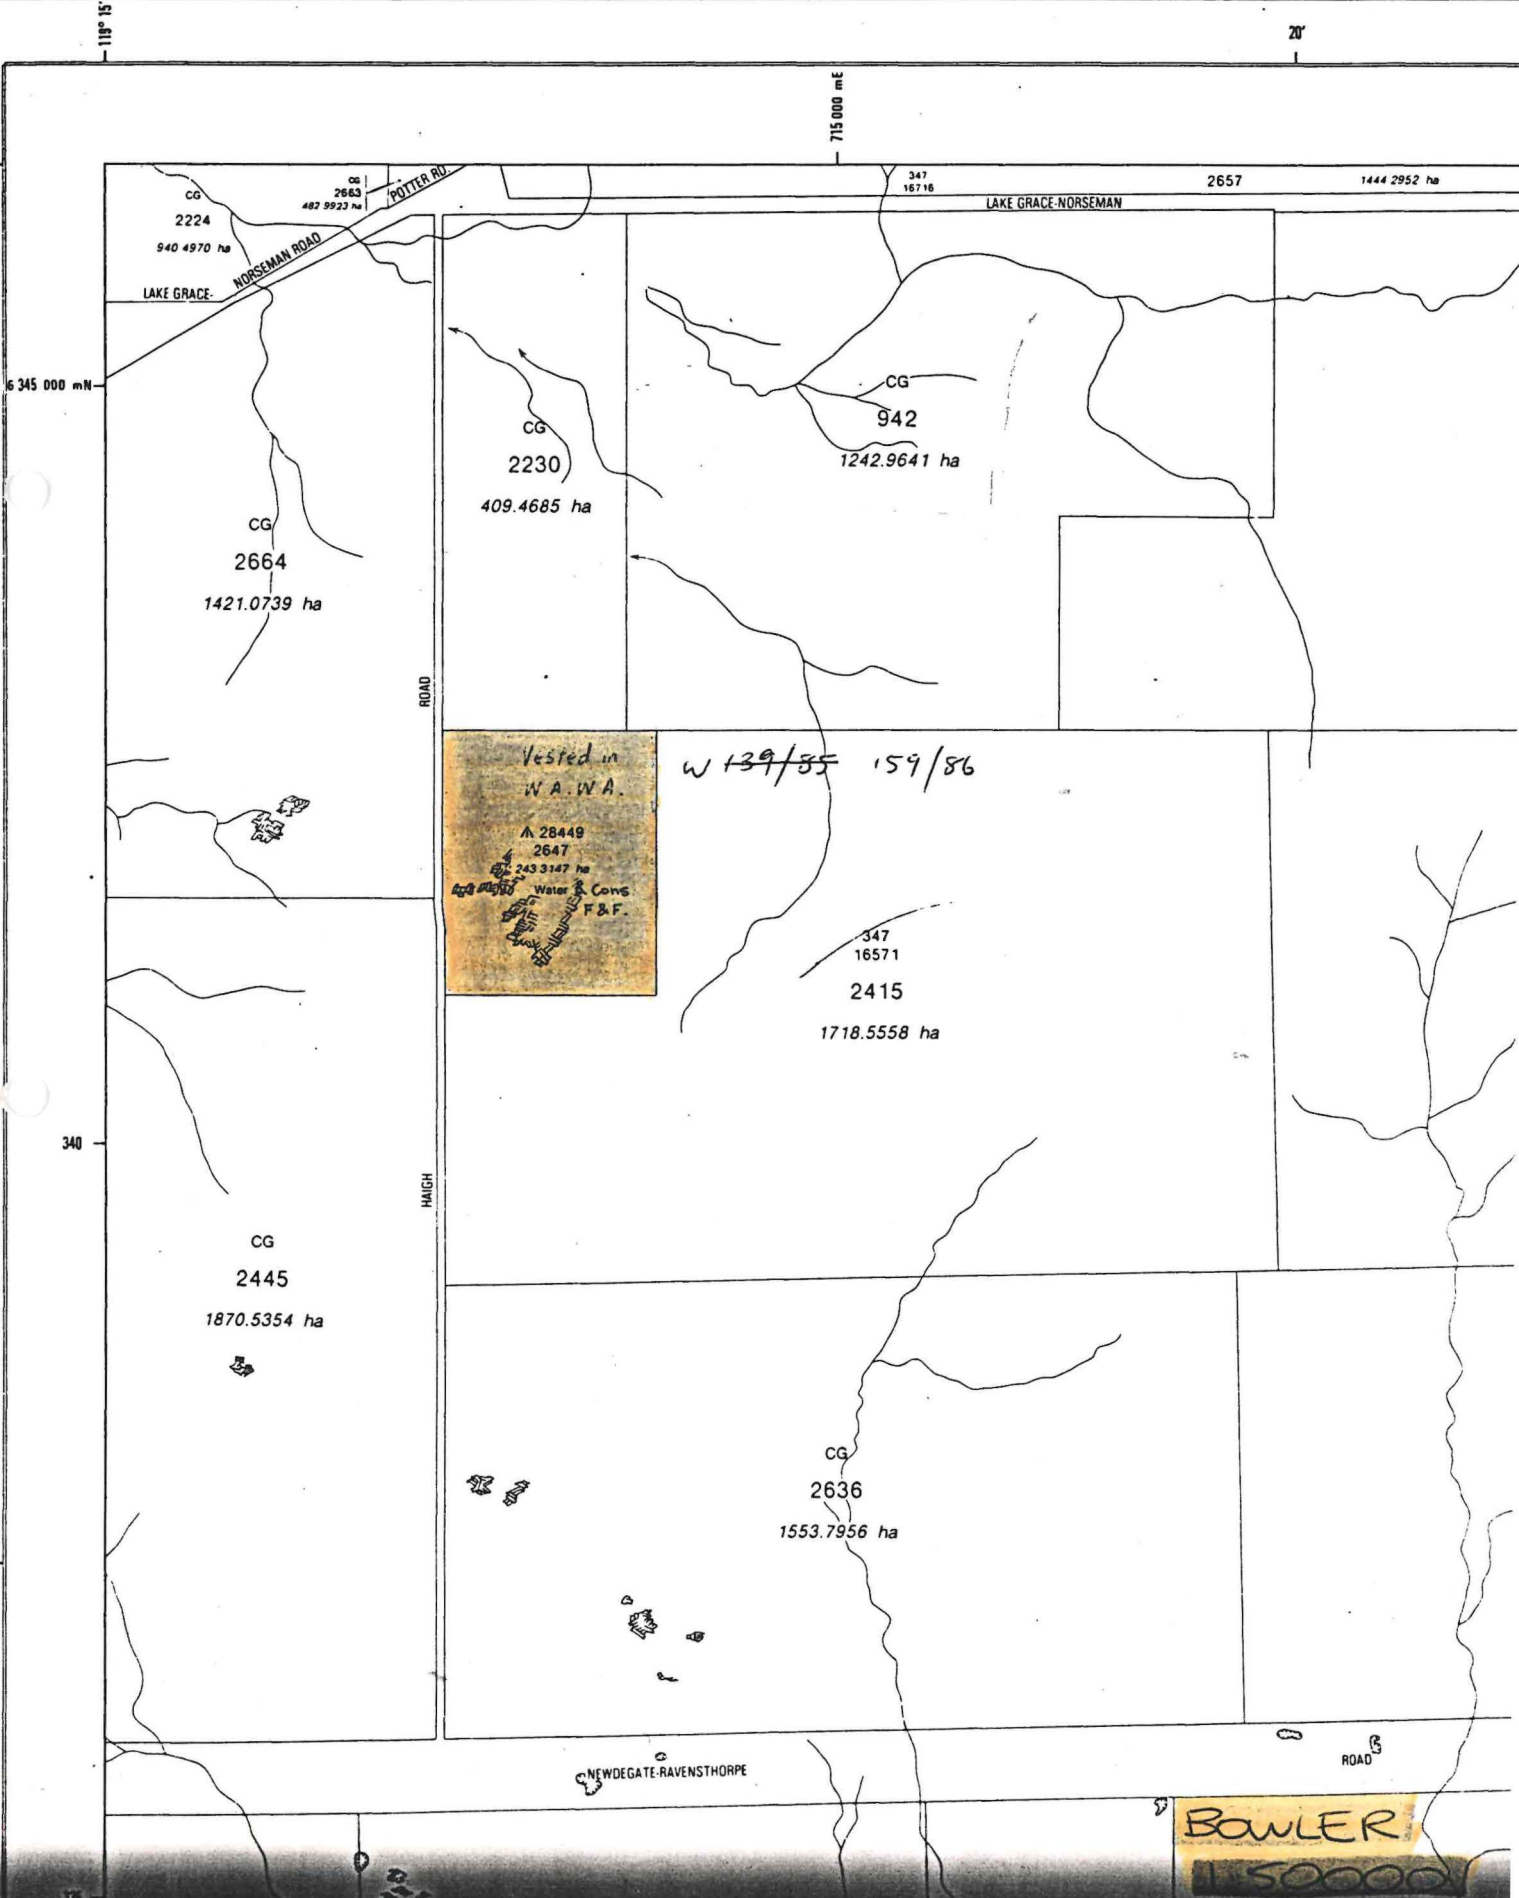 119° 15'
20'
715 000 mE
CG
2224
940 4970 ha
CG
2663
482 9923 ha
POTTER RD.
347
16716
2657
1444 2952 ha
LAKE GRACE-NORSEMAN
LAKE GRACE-
NORSEMAN ROAD
6 345 000 mN
CG
942
1242.9641 ha
CG
2230
409.4685 ha
CG
2664
1421.0739 ha
ROAD
Vested in
W A. W A.
W 139/85 159/86
28449
2647
243 3147 ha
Water & Cons
F & F.
347
16571
2415
1718.5558 ha
340
HAIGH
CG
2445
1870.5354 ha
CG
2636
1553.7956 ha
NEWDEGATE-RAVENSTHORPE
ROAD
BOWLER
1:50000